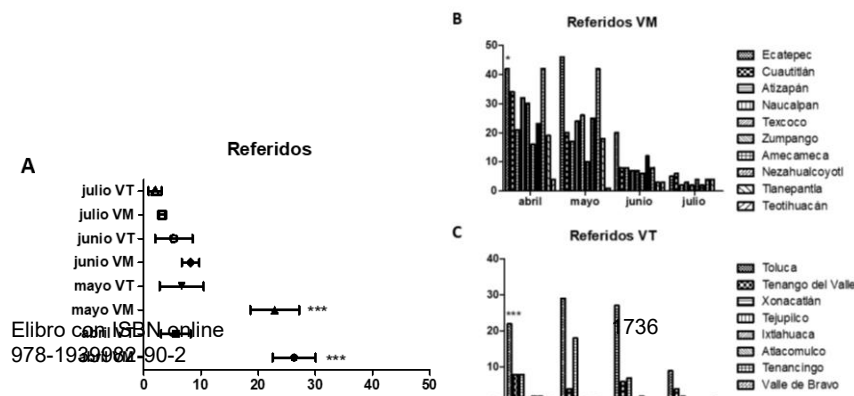 B
Referidos VM
50
40
30
20
10
0
abril mayo junio julio
Ecatepec
Cuautitlán
Atizapán
Naucalpan
Texcoco
Zumpango
Amecameca
Nezahualcoyotl
Tlanepantla
Teotihuacán
*
A
Referidos
julio VT
julio VM
junio VT
junio VM
mayo VT
mayo VM
abril VT
***
***
0 10 20 30 40 50
Elibro con ISBN online
978-1939982-90-2
C
Referidos VT
40
30
20
10
***
Toluca
Tenango del Valle
Xonacatlán
Tejupilco
Ixtlahuaca
Atlacomulco
Tenancingo
Valle de Bravo
1736